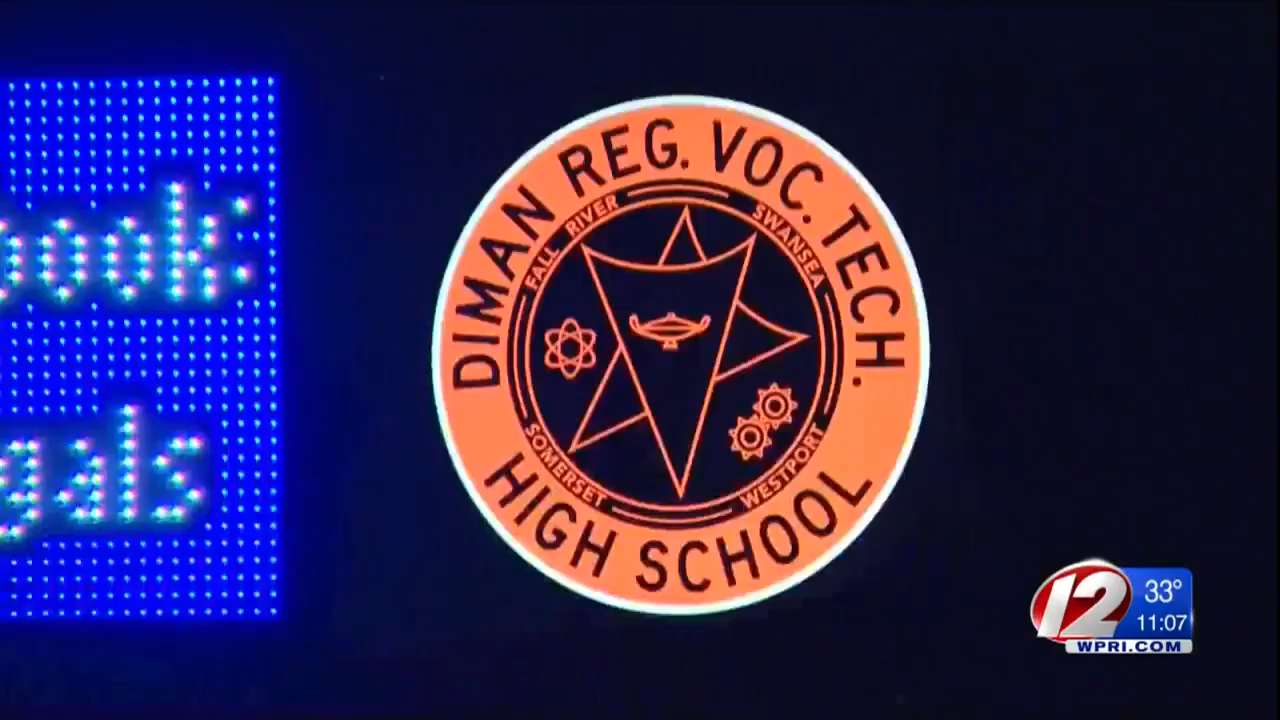 DIMAN REG. VOC. TECH.
FALL RIVER
SWANSEA
SOMERSET
WESTPORT
HIGH SCHOOL
12
33°
11:07
WPRI.COM